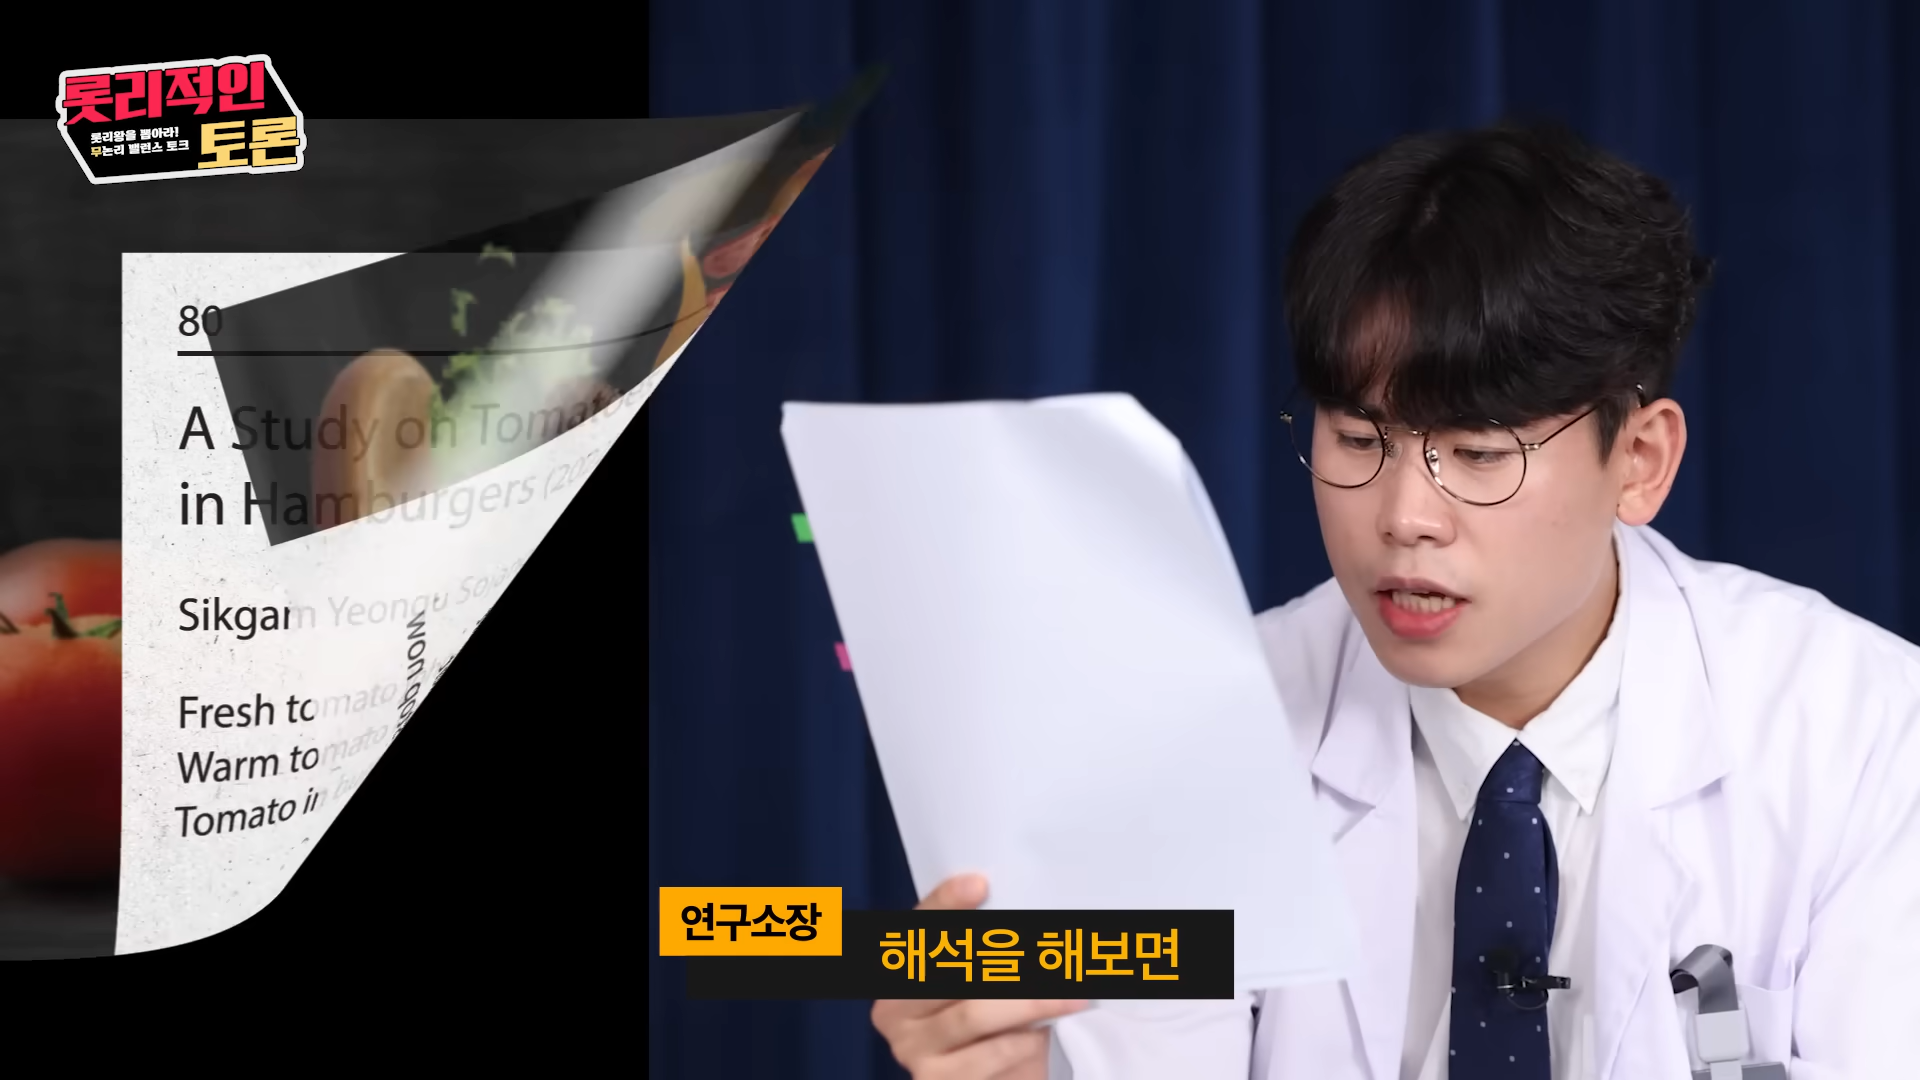 롯리적인
토론
롯리왕을 뽑아라!
무논리 밸런스 토크
80
A Study on Tomatoes
in Hamburgers (202
Sikgam Yeongu Soja
Fresh tomato
Warm tomato
Tomato in
연구소장
해석을 해보면